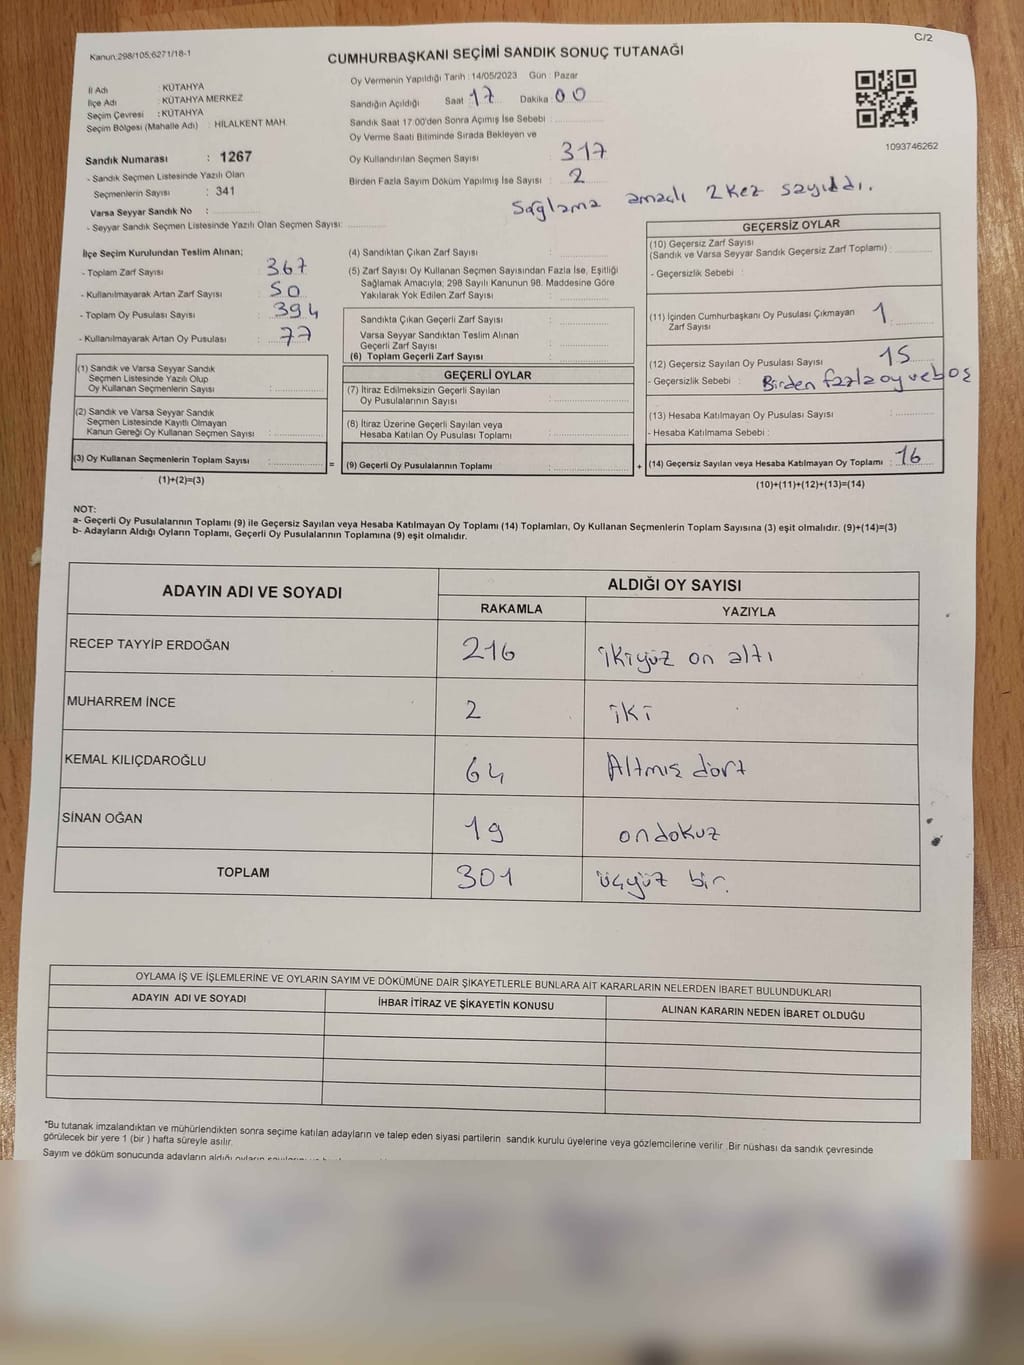 C/2
Kanun:298/105;6271/18-1
CUMHURBAŞKANI SEÇİMİ SANDIK SONUÇ TUTANAĞI
1093746262
İl Adı : KÜTAHYA
İlçe Adı : KÜTAHYA MERKEZ
Seçim Çevresi : KÜTAHYA
Seçim Bölgesi (Mahalle Adı) : HİLALKENT MAH.
Sandık Numarası : 1267
- Sandık Seçmen Listesinde Yazılı Olan
Seçmenlerin Sayısı : 341
Varsa Seyyar Sandık No :
- Seyyar Sandık Seçmen Listesinde Yazılı Olan Seçmen Sayısı:
Oy Vermenin Yapıldığı Tarih :14/05/2023 Gün : Pazar
Sandığın Açıldığı Saat 17 Dakika 00
Sandık Saat 17:00'den Sonra Açımış İse Sebebi :
Oy Verme Saati Bitiminde Sırada Bekleyen ve
Oy Kullandırılan Seçmen Sayısı : 317
Birden Fazla Sayım Döküm Yapılmış İse Sayısı : 2
Sağlama amaçlı 2 kez sayıldı.
İlçe Seçim Kurulundan Teslim Alınan;
- Toplam Zarf Sayısı : 367
- Kullanılmayarak Artan Zarf Sayısı : 50
- Toplam Oy Pusulası Sayısı : 394
- Kullanılmayarak Artan Oy Pusulası : 77
(1) Sandık ve Varsa Seyyar Sandık
Seçmen Listesinde Yazılı Olup
Oy Kullanan Seçmenlerin Sayısı :
(2) Sandık ve Varsa Seyyar Sandık
Seçmen Listesinde Kayıtlı Olmayan
Kanun Gereği Oy Kullanan Seçmen Sayısı :
(3) Oy Kullanan Seçmenlerin Toplam Sayısı :
(1)+(2)=(3)
(4) Sandıktan Çıkan Zarf Sayısı :
(5) Zarf Sayısı Oy Kullanan Seçmen Sayısından Fazla İse, Eşitliği
Sağlamak Amacıyla; 298 Sayılı Kanunun 98. Maddesine Göre
Yakılarak Yok Edilen Zarf Sayısı :
Sandıkta Çıkan Geçerli Zarf Sayısı :
Varsa Seyyar Sandıktan Teslim Alınan
Geçerli Zarf Sayısı :
(6) Toplam Geçerli Zarf Sayısı :
GEÇERLİ OYLAR
(7) İtiraz Edilmeksizin Geçerli Sayılan
Oy Pusulalarının Sayısı :
(8) İtiraz Üzerine Geçerli Sayılan veya
Hesaba Katılan Oy Pusulası Toplamı :
= (9) Geçerli Oy Pusulalarının Toplamı :
GEÇERSİZ OYLAR
(10) Geçersiz Zarf Sayısı
(Sandık ve Varsa Seyyar Sandık Geçersiz Zarf Toplamı) :
- Geçersizlik Sebebi :
(11) İçinden Cumhurbaşkanı Oy Pusulası Çıkmayan : 1
Zarf Sayısı
(12) Geçersiz Sayılan Oy Pusulası Sayısı : 15
- Geçersizlik Sebebi : Birden fazla oy ve boş
(13) Hesaba Katılmayan Oy Pusulası Sayısı :
- Hesaba Katılmama Sebebi :
+ (14) Geçersiz Sayılan veya Hesaba Katılmayan Oy Toplamı : 16
(10)+(11)+(12)+(13)=(14)
NOT:
a- Geçerli Oy Pusulalarının Toplamı (9) ile Geçersiz Sayılan veya Hesaba Katılmayan Oy Toplamı (14) Toplamları, Oy Kullanan Seçmenlerin Toplam Sayısına (3) eşit olmalıdır. (9)+(14)=(3)
b- Adayların Aldığı Oyların Toplamı, Geçerli Oy Pusulalarının Toplamına (9) eşit olmalıdır.
ADAYIN ADI VE SOYADI ALDIĞI OY SAYISI
RAKAMLA YAZIYLA
RECEP TAYYİP ERDOĞAN 216 ikiyüz on altı
MUHARREM İNCE 2 iki
KEMAL KILIÇDAROĞLU 64 Altmış dört
SİNAN OĞAN 19 ondokuz
TOPLAM 301 üçyüz bir.
OYLAMA İŞ VE İŞLEMLERİNE VE OYLARIN SAYIM VE DÖKÜMÜNE DAİR ŞİKAYETLERLE BUNLARA AİT KARARLARIN NELERDEN İBARET BULUNDUKLARI
ADAYIN ADI VE SOYADI İHBAR İTİRAZ VE ŞİKAYETİN KONUSU ALINAN KARARIN NEDEN İBARET OLDUĞU
*Bu tutanak imzalandıktan ve mühürlendikten sonra seçime katılan adayların ve talep eden siyasi partilerin sandık kurulu üyelerine veya gözlemcilerine verilir. Bir nüshası da sandık çevresinde
görülecek bir yere 1 (bir ) hafta süreyle asılır.
Sayım ve döküm sonucunda adayların aldığı oyların